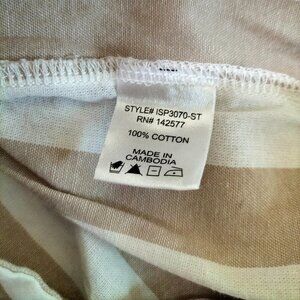 STYLE# ISP3070-ST
RN# 142577
100% COTTON
MADE IN
CAMBODIA